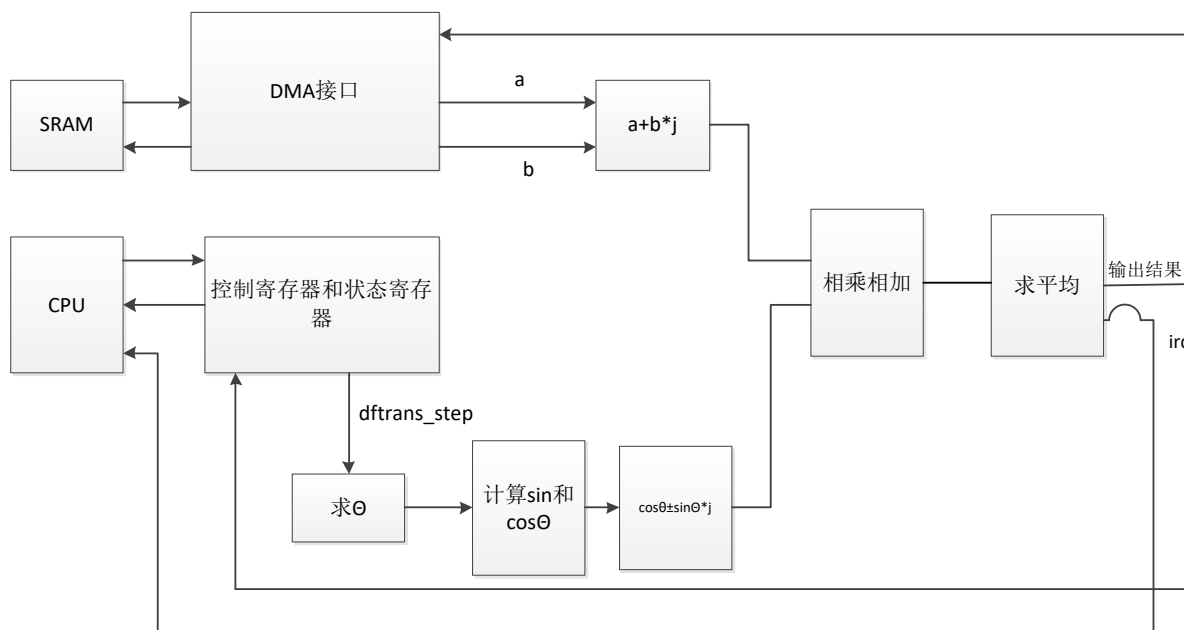 DMA接口
SRAM
a
b
a+b*j
CPU
控制寄存器和状态寄存
器
相乘相加
求平均
输出结果
dftrans_step
求Θ
计算sin和
cosΘ
cosθ±sinΘ*j